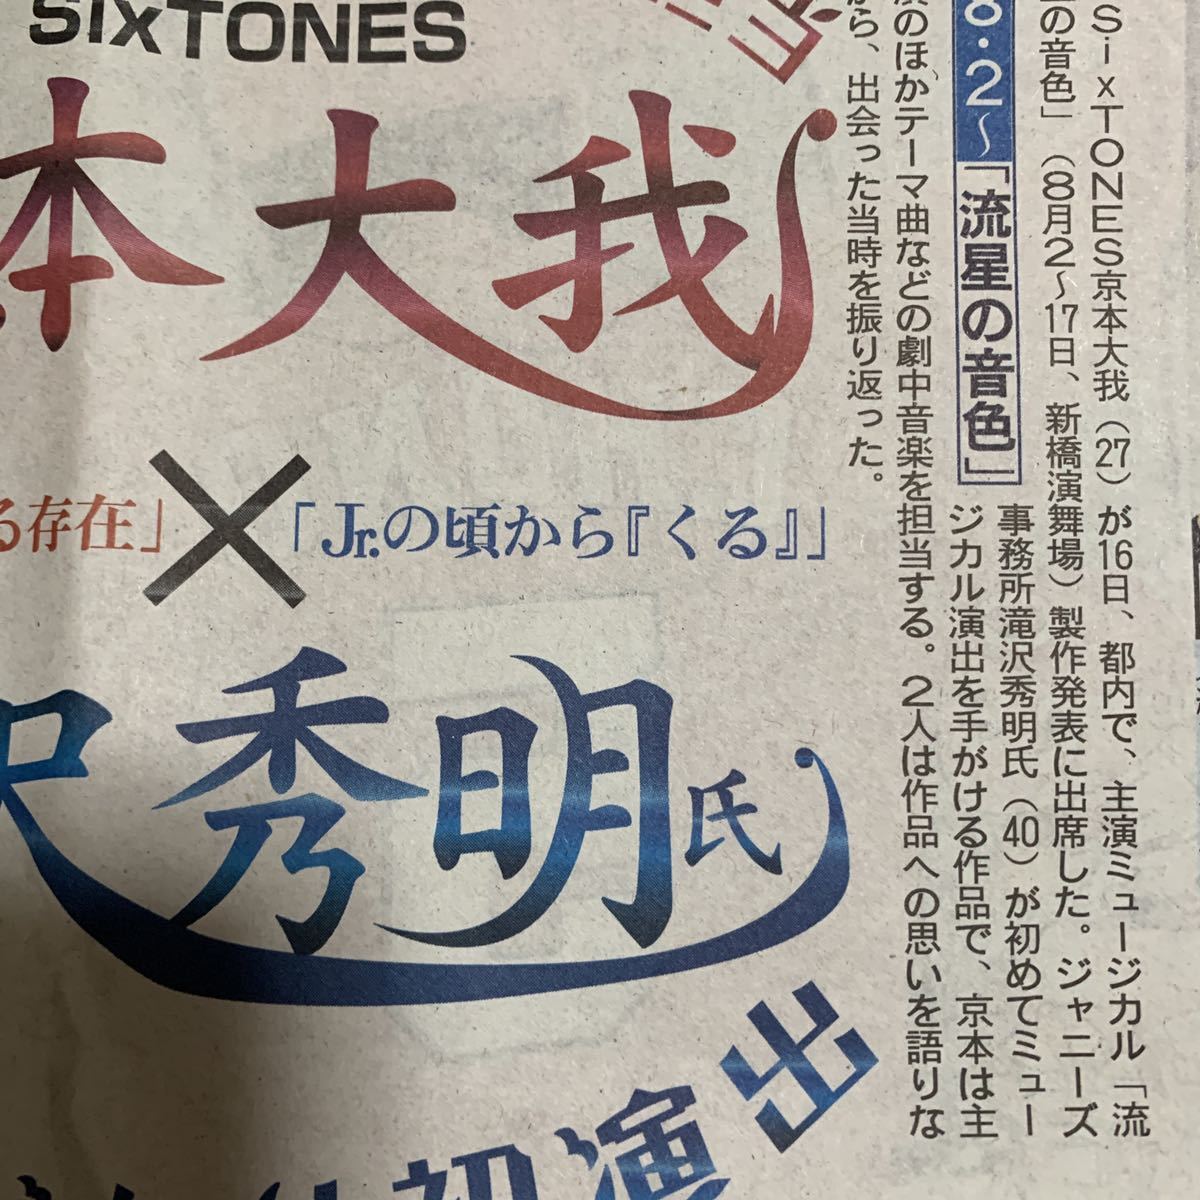 SixTONES
本大我
る存在」
×
「Jr.の頃から『くる』」
秀明氏
初演出
8・2〜「流星の音色」
SixTONES京本大我(27)が16日、都内で、主演ミュージカル「流
の音色」(8月2〜17日、新橋演舞場)製作発表に出席した。ジャニーズ
事務所滝沢秀明氏(40)が初めてミュー
ジカル演出を手がける作品で、京本は主
演のほかテーマ曲などの劇中音楽を担当する。2人は作品への思いを語りな
がら、出会った当時を振り返った。